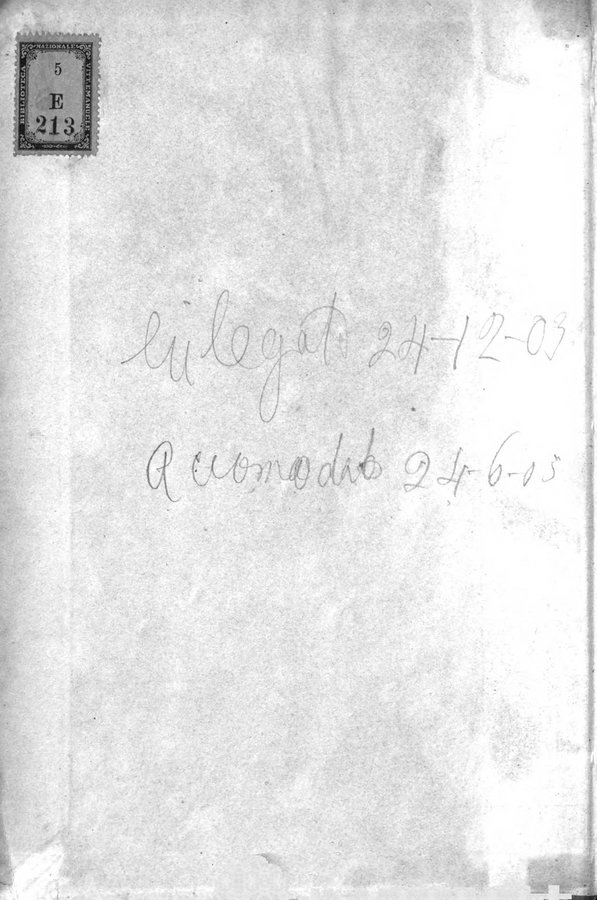 BIBLIOTECA
NAZIONALE
VITT. EMANUELE
5
E
213
Rilegato 24-12-03
Accomodato 24-6-05